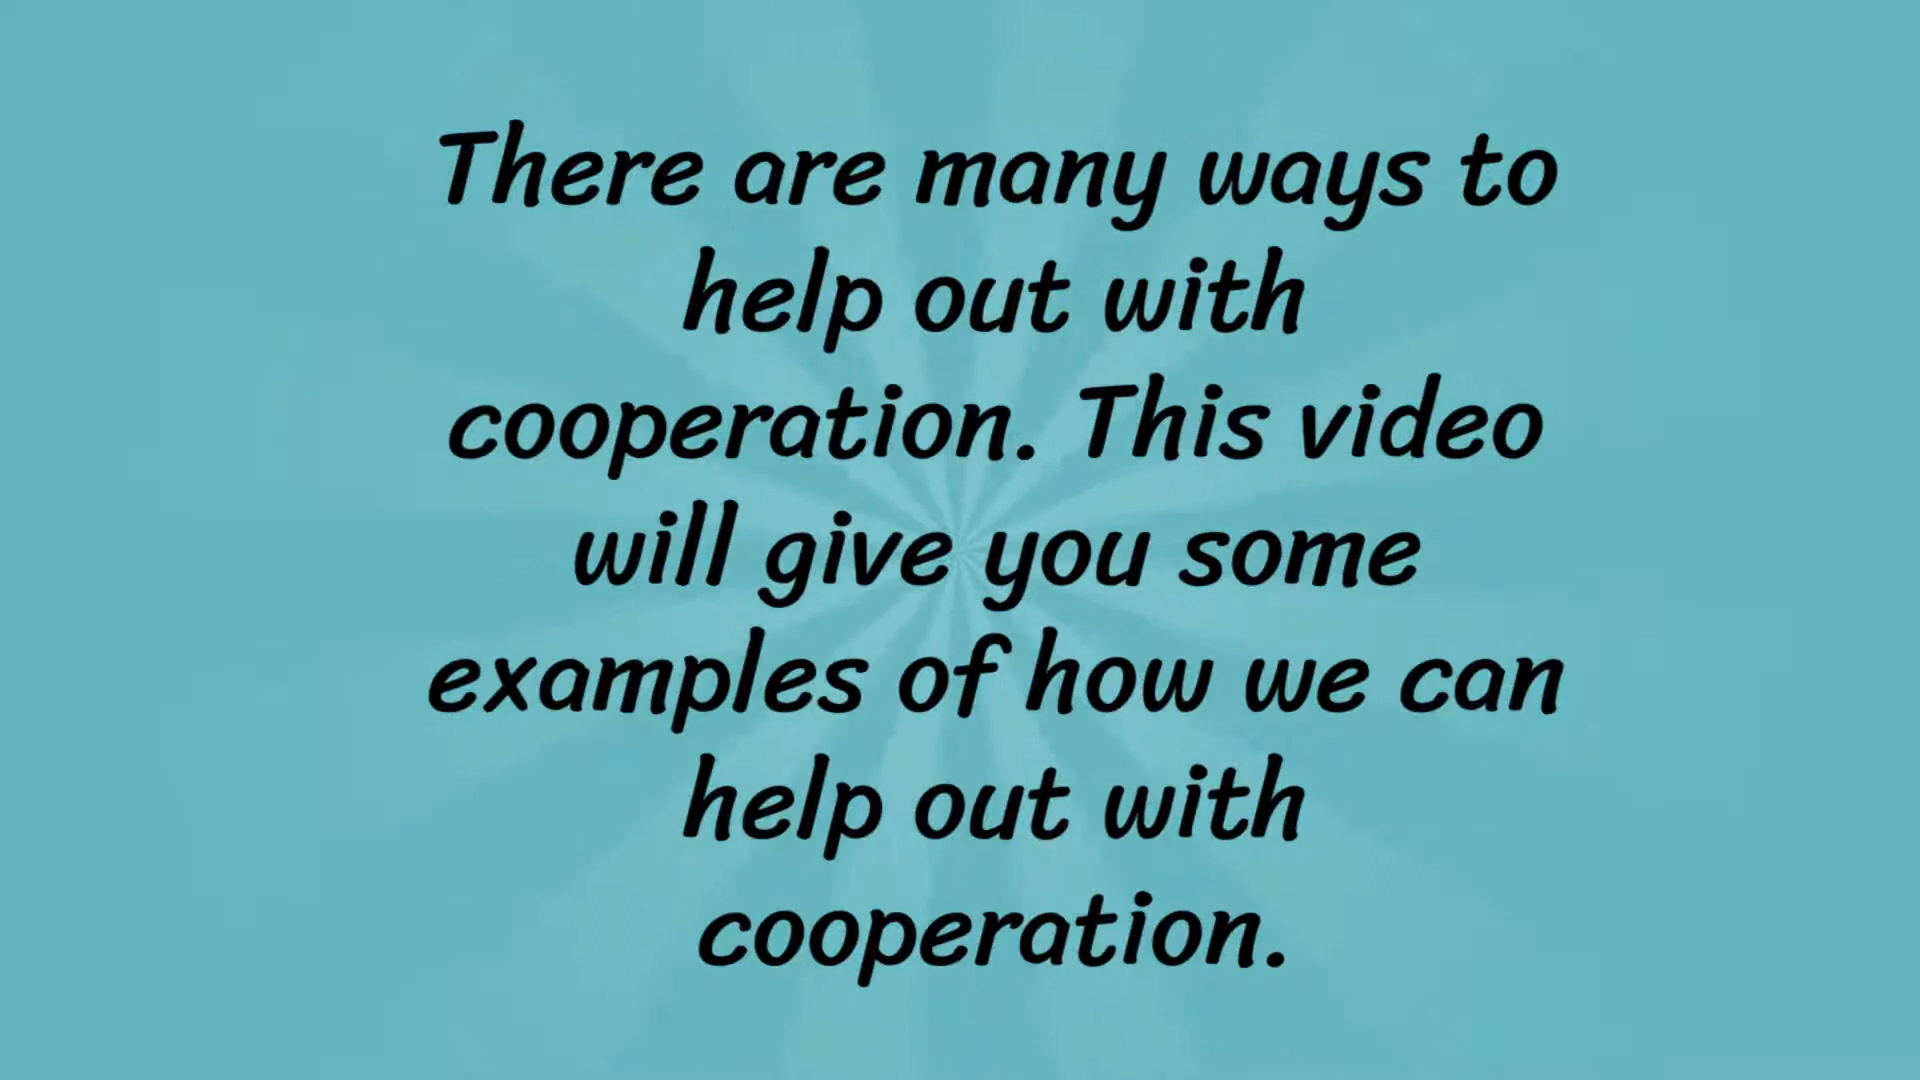 There are many ways to
help out with
cooperation. This video
will give you some
examples of how we can
help out with
cooperation.